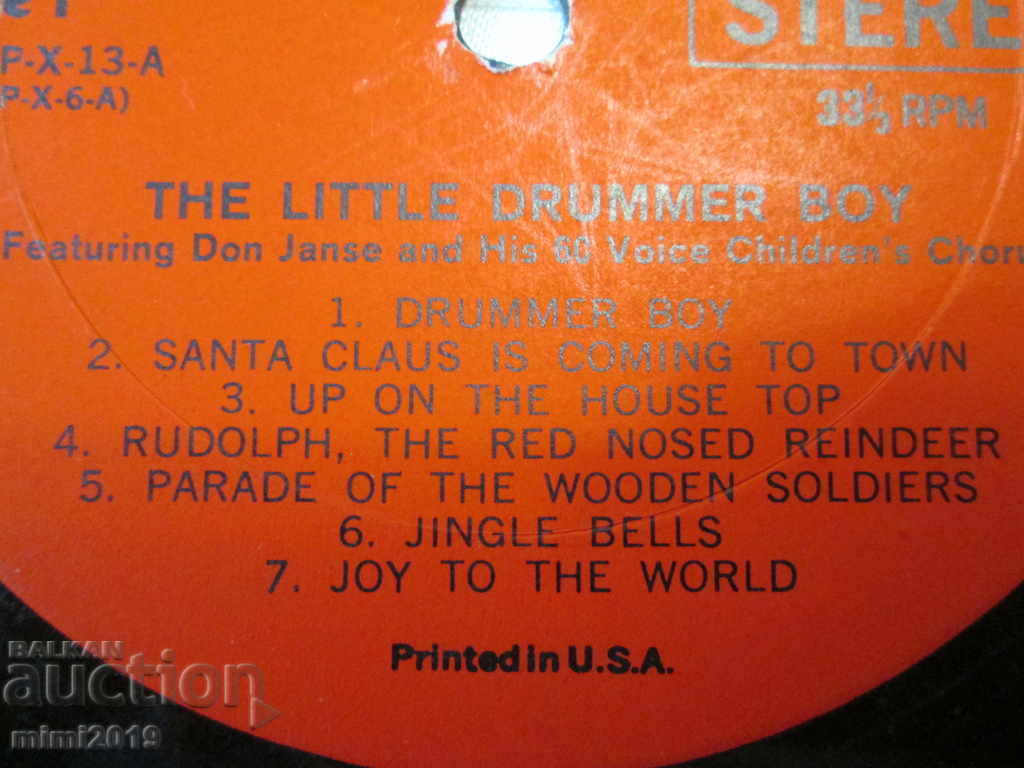 STERE
P-X-13-A
P-X-6-A)
33⅓ RPM
THE LITTLE DRUMMER BOY
Featuring Don Janse and His 60 Voice Children's Choru
1. DRUMMER BOY
2. SANTA CLAUS IS COMING TO TOWN
3. UP ON THE HOUSE TOP
4. RUDOLPH, THE RED NOSED REINDEER
5. PARADE OF THE WOODEN SOLDIERS
6. JINGLE BELLS
7. JOY TO THE WORLD
Printed in U.S.A.
BALKAN
auction
mimi2019